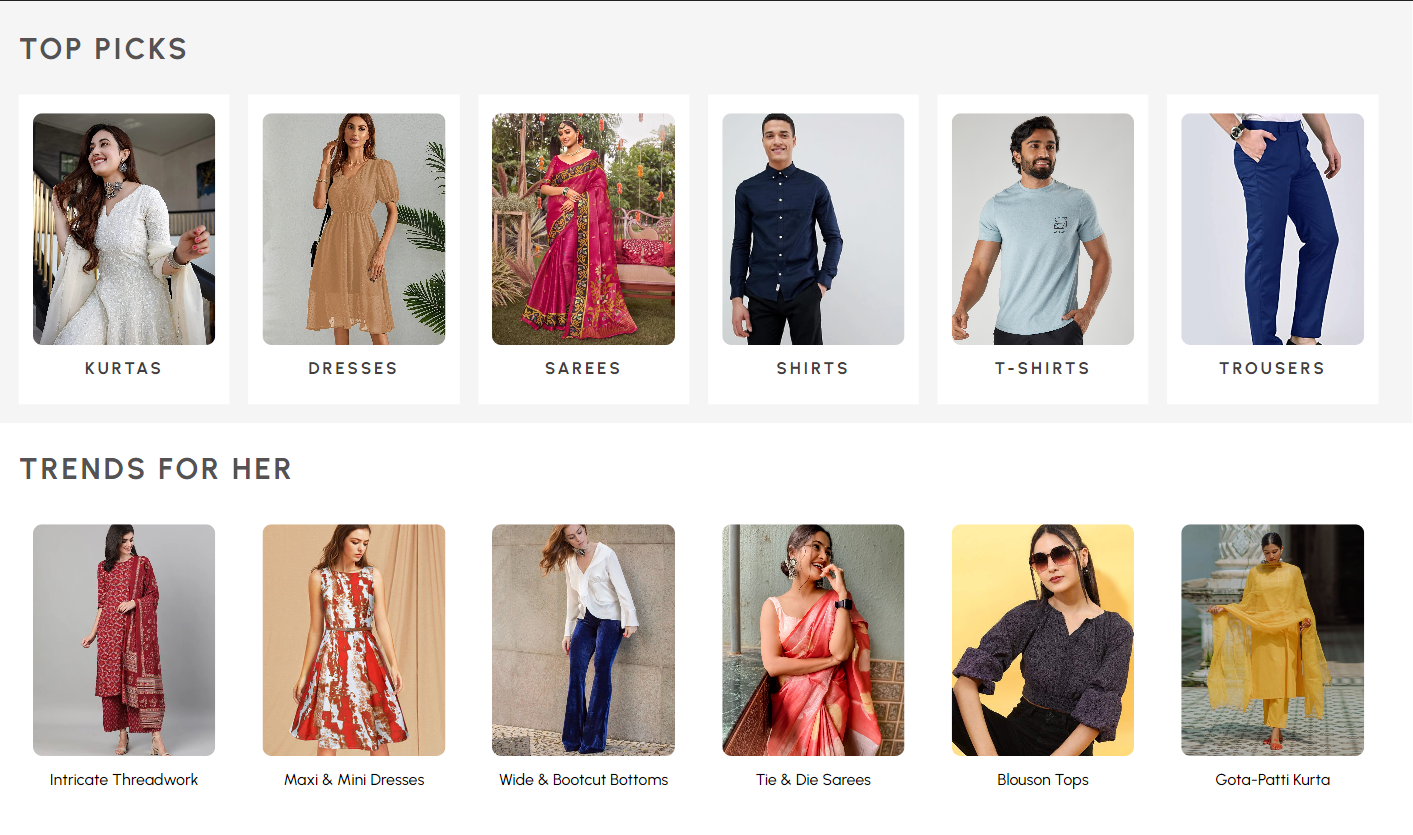 TOP PICKS
KURTAS
DRESSES
SAREES
SHIRTS
T-SHIRTS
TROUSERS
TRENDS FOR HER
Intricate Threadwork
Maxi & Mini Dresses
Wide & Bootcut Bottoms
Tie & Die Sarees
Blouson Tops
Gota-Patti Kurta